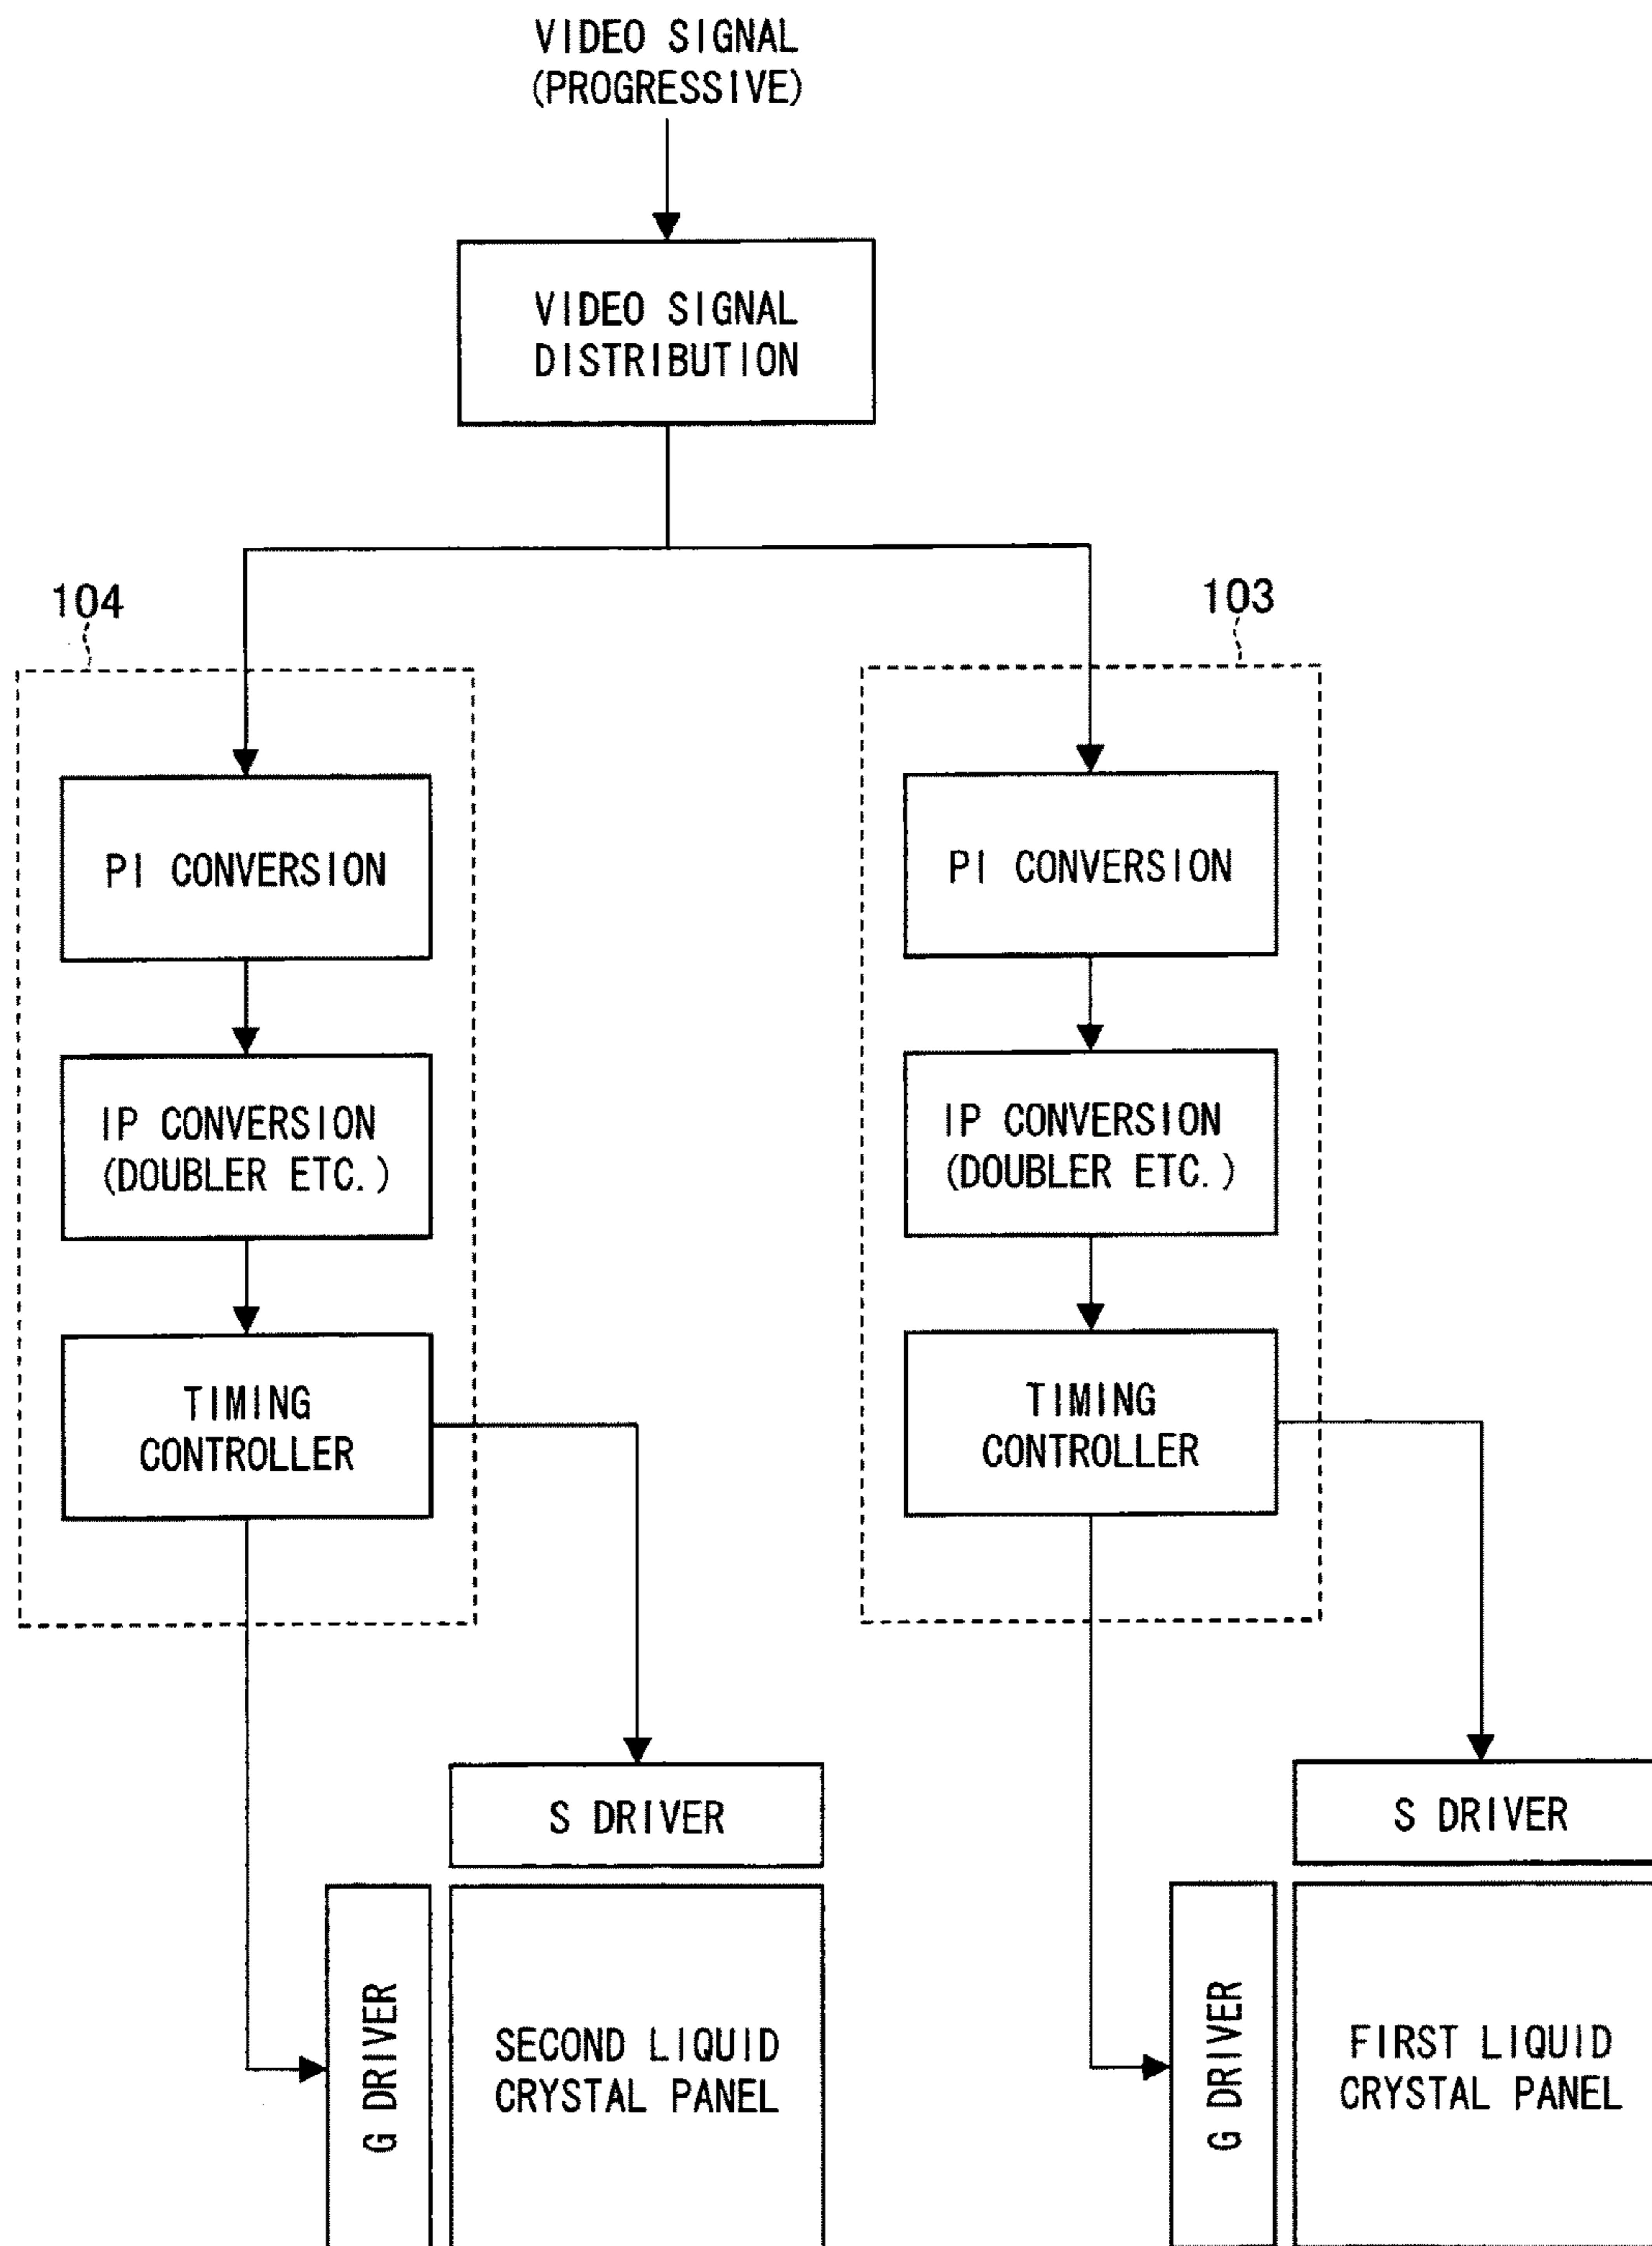 VIDEO SIGNAL
(PROGRESSIVE)
VIDEO SIGNAL
DISTRIBUTION
104
103
PI CONVERSION
PI CONVERSION
IP CONVERSION
(DOUBLER ETC.)
IP CONVERSION
(DOUBLER ETC.)
TIMING
CONTROLLER
TIMING
CONTROLLER
S DRIVER
S DRIVER
G DRIVER
SECOND LIQUID
CRYSTAL PANEL
G DRIVER
FIRST LIQUID
CRYSTAL PANEL